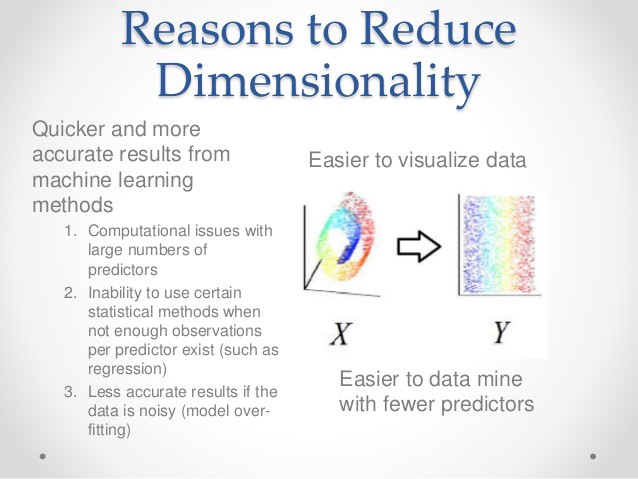 Reasons to Reduce
Dimensionality
Quicker and more
accurate results from
machine learning
methods
1. Computational issues with
large numbers of
predictors
2. Inability to use certain
statistical methods when
not enough observations
per predictor exist (such as
regression)
3. Less accurate results if the
data is noisy (model over-
fitting)
Easier to visualize data
X
Y
Easier to data mine
with fewer predictors